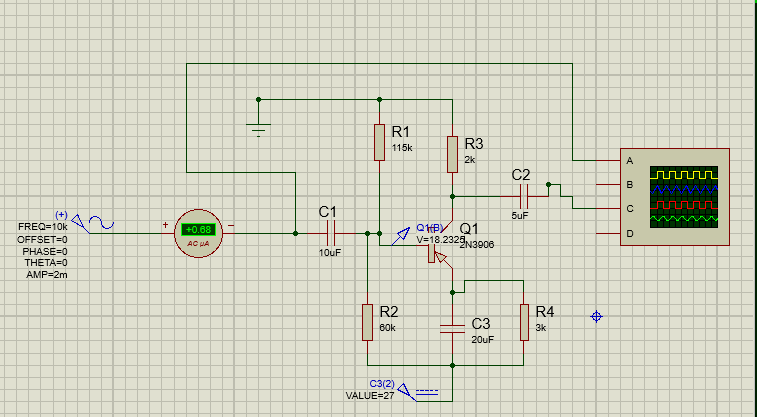 R1
115k
R3
2k
A
B
C
D
C2
5uF
(+)
FREQ=10k
OFFSET=0
PHASE=0
THETA=0
AMP=2m
+
+0.68
AC µA
−
C1
10uF
Q1(B)
V=18.2325
Q1
2N3906
R2
60k
C3
20uF
R4
3k
C3(2)
VALUE=27